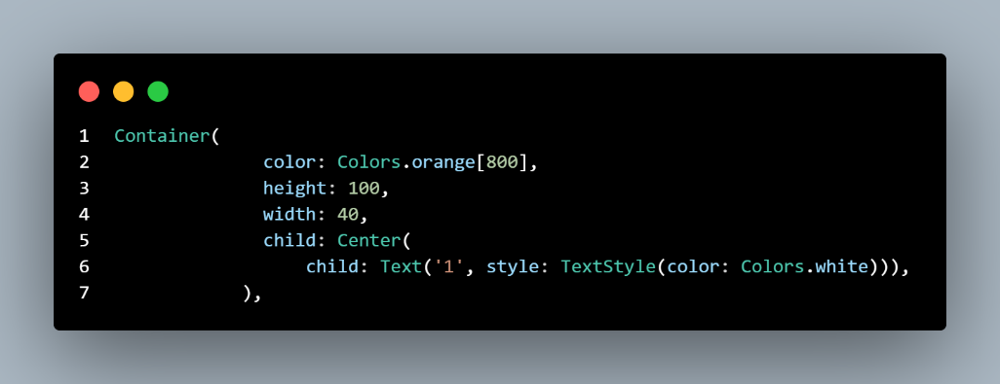 1 Container(
2 color: Colors.orange[800],
3 height: 100,
4 width: 40,
5 child: Center(
6 child: Text('1', style: TextStyle(color: Colors.white))),
7 ),